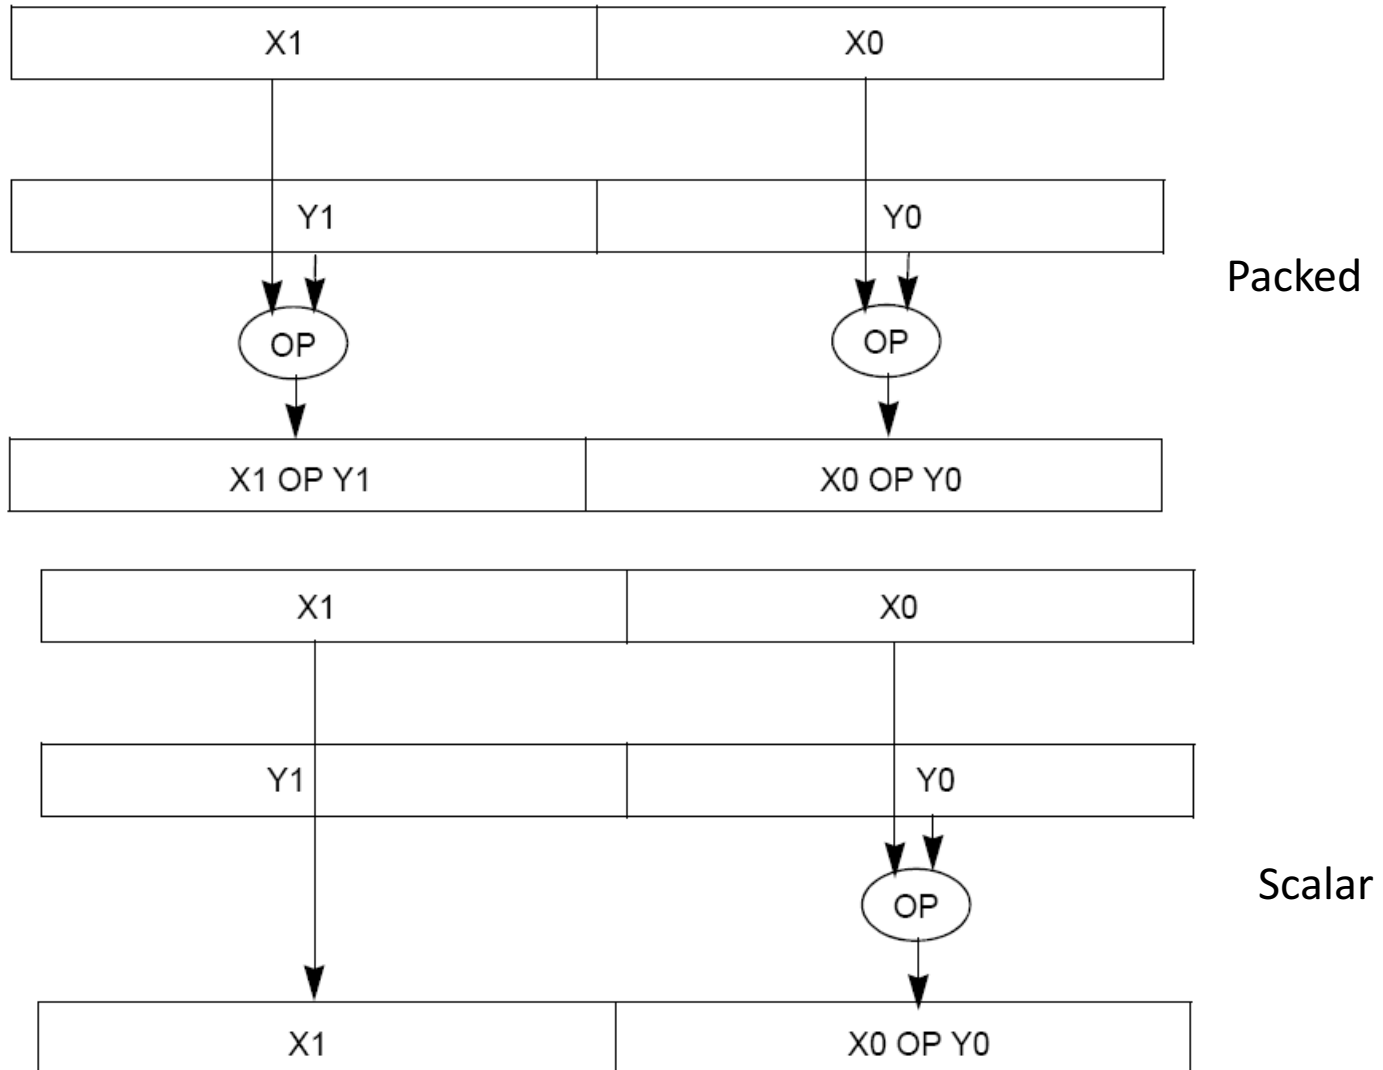 X1 X0
Y1 Y0
Packed
OP OP
X1 OP Y1 X0 OP Y0
X1 X0
Y1 Y0
Scalar
OP
X1 X0 OP Y0